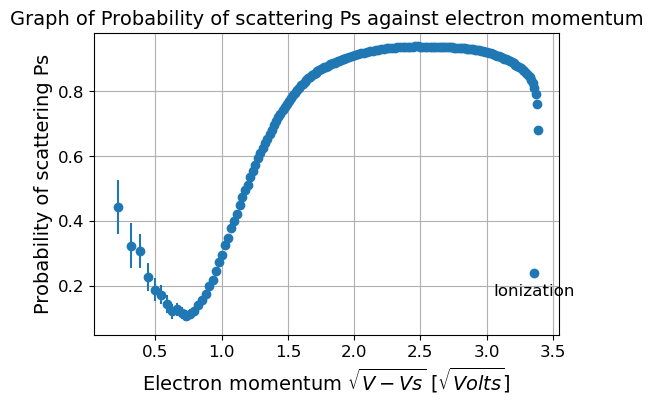 Graph of Probability of scattering Ps against electron momentum
Probability of scattering Ps
0.8
0.6
0.4
0.2
Ionization
0.5 1.0 1.5 2.0 2.5 3.0 3.5
Electron momentum √V − Vs [√Volts]